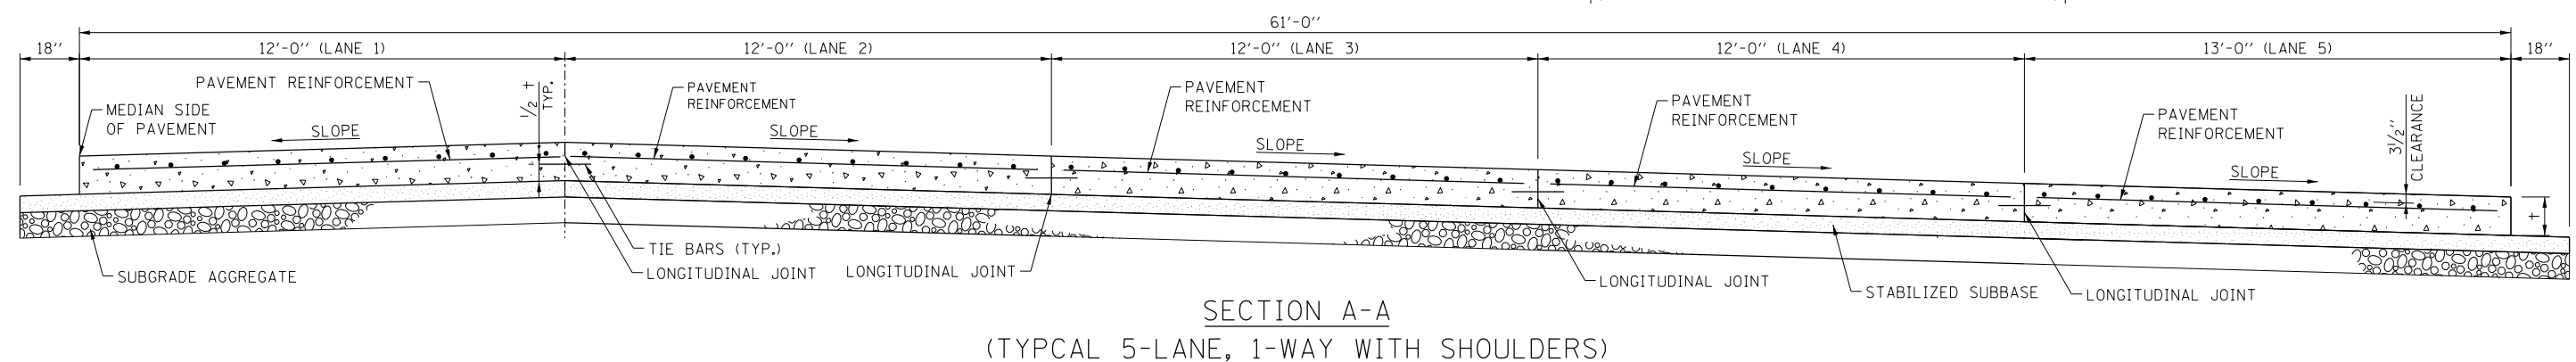 61'-0''
18''
12'-0'' (LANE 1)
12'-0'' (LANE 2)
12'-0'' (LANE 3)
12'-0'' (LANE 4)
13'-0'' (LANE 5)
18''
PAVEMENT REINFORCEMENT
MEDIAN SIDE
OF PAVEMENT
SLOPE
1/2 t
TYP.
PAVEMENT
REINFORCEMENT
SLOPE
PAVEMENT
REINFORCEMENT
SLOPE
PAVEMENT
REINFORCEMENT
SLOPE
PAVEMENT
REINFORCEMENT
SLOPE
3 1/2''
CLEARANCE
t
SUBGRADE AGGREGATE
TIE BARS (TYP.)
LONGITUDINAL JOINT
LONGITUDINAL JOINT
LONGITUDINAL JOINT
STABILIZED SUBBASE
LONGITUDINAL JOINT
SECTION A-A
(TYPCAL 5-LANE, 1-WAY WITH SHOULDERS)